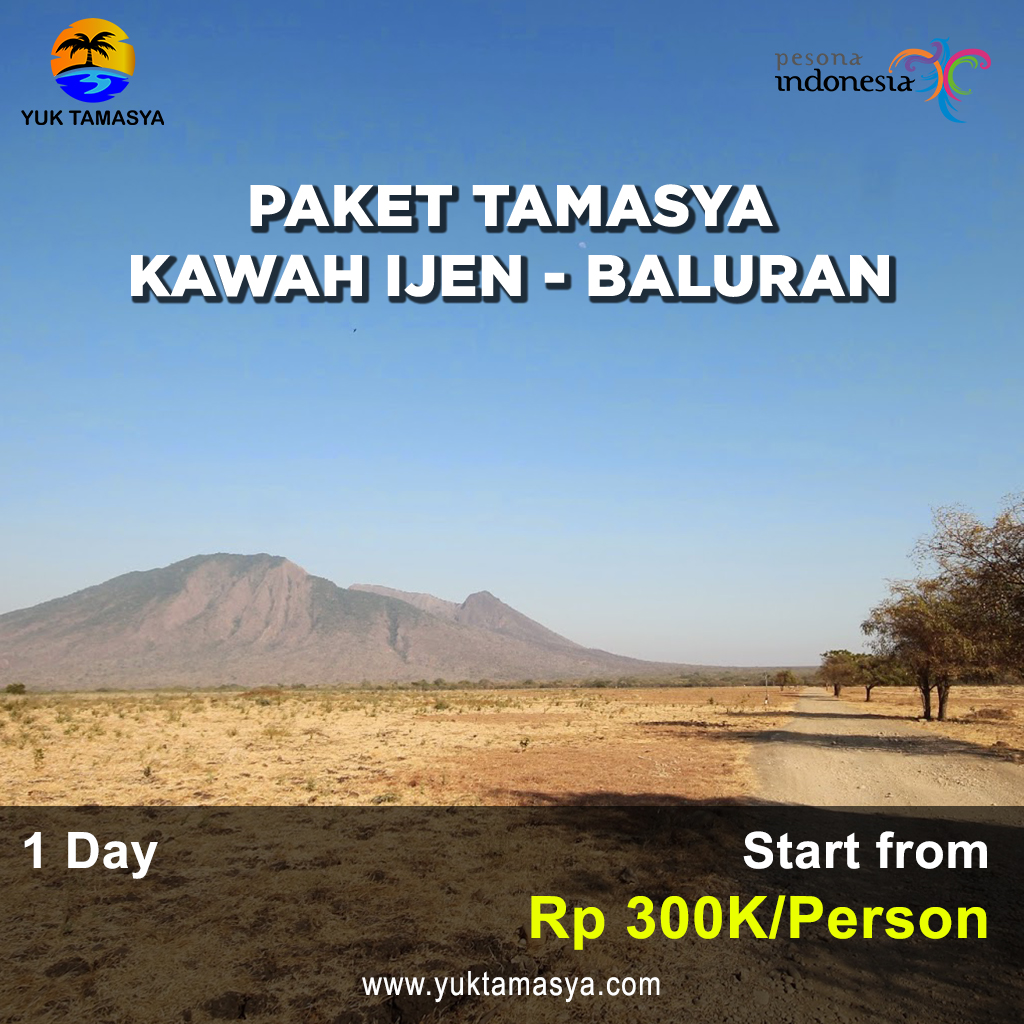 YUK TAMASYA
pesona
indonesia
PAKET TAMASYA
KAWAH IJEN - BALURAN
1 Day
Start from
Rp 300K/Person
www.yuktamasya.com